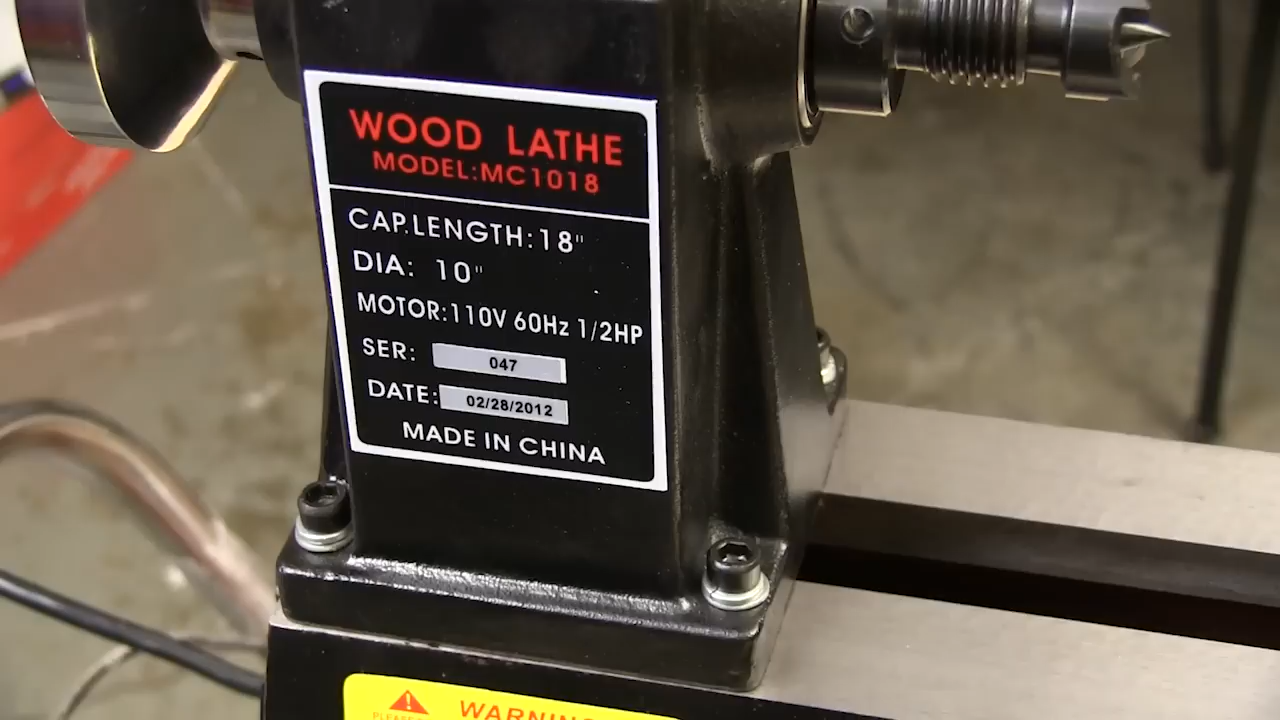 WOOD LATHE
MODEL:MC1018
CAP.LENGTH:18"
DIA: 10"
MOTOR:110V 60Hz 1/2HP
SER: 047
DATE: 02/28/2012
MADE IN CHINA
WARNING